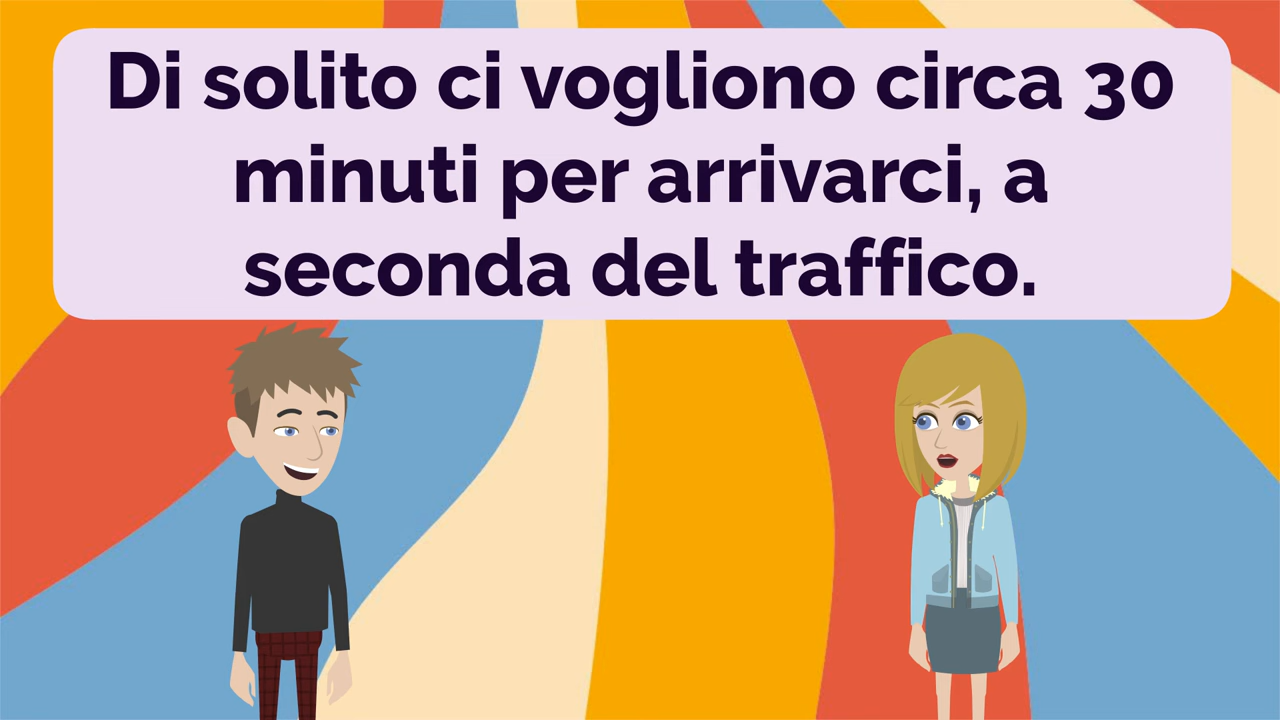 Di solito ci vogliono circa 30
minuti per arrivarci, a
seconda del traffico.